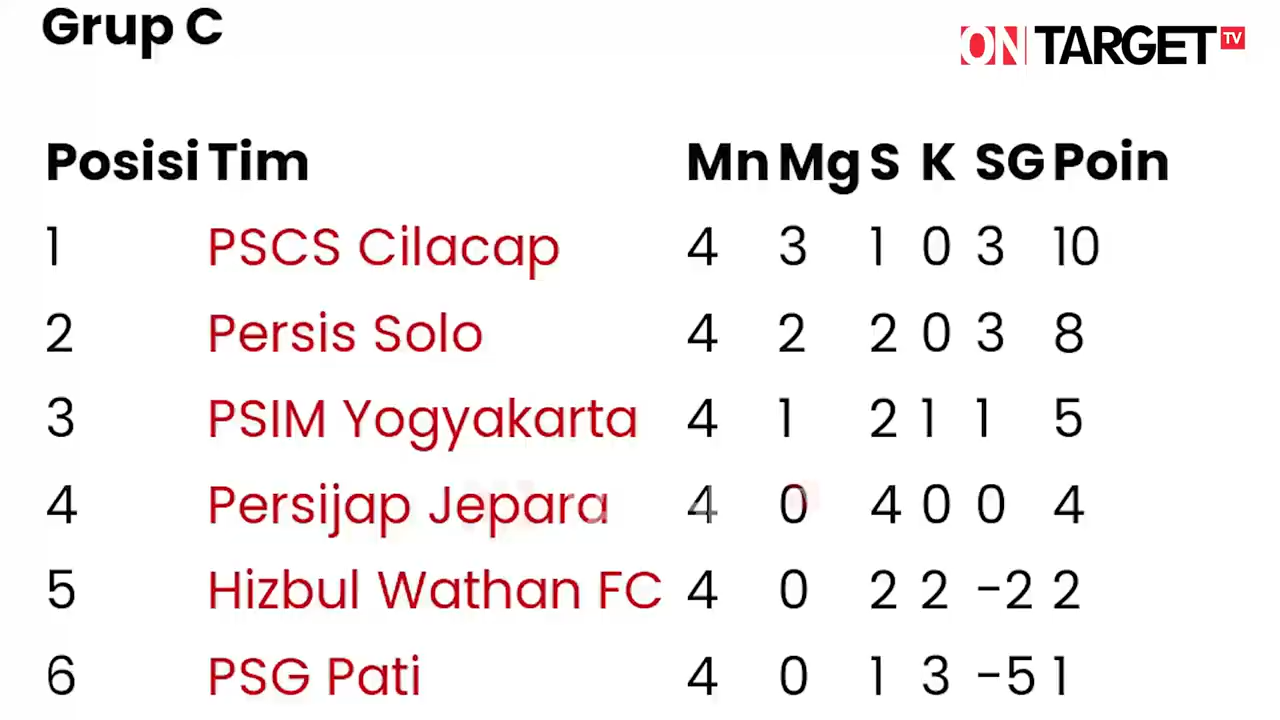 Grup C
ON TARGET TV
Posisi Tim Mn Mg S K SG Poin
1 PSCS Cilacap 4 3 1 0 3 10
2 Persis Solo 4 2 2 0 3 8
3 PSIM Yogyakarta 4 1 2 1 1 5
4 Persijap Jepara 4 0 4 0 0 4
5 Hizbul Wathan FC 4 0 2 2 -2 2
6 PSG Pati 4 0 1 3 -5 1